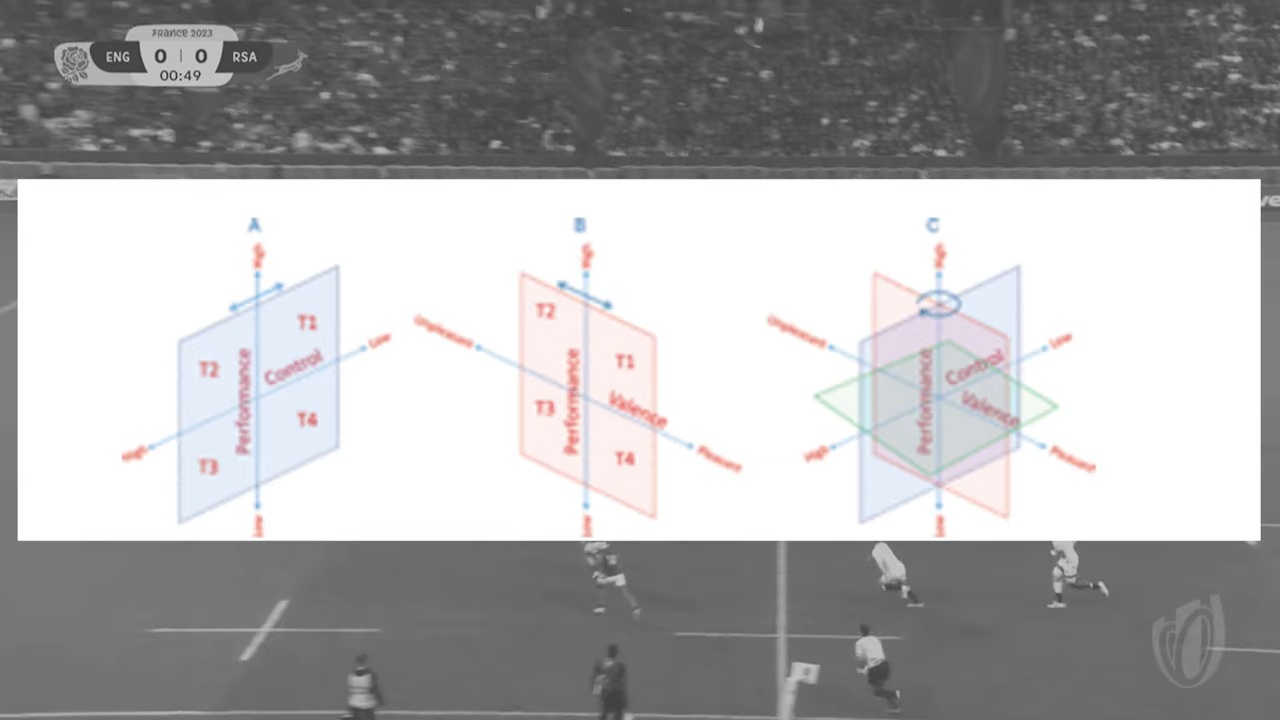 FRANCE 2023
ENG 0 | 0 RSA
00:49
A
High
T1
T2
Performance
Control
Low
High
T3
T4
Low
B
High
T2
Unpleasant
T1
Performance
T3
Valence
T4
Pleasant
Low
C
High
Unpleasant
Low
Performance
Control
Valence
High
Pleasant
Low